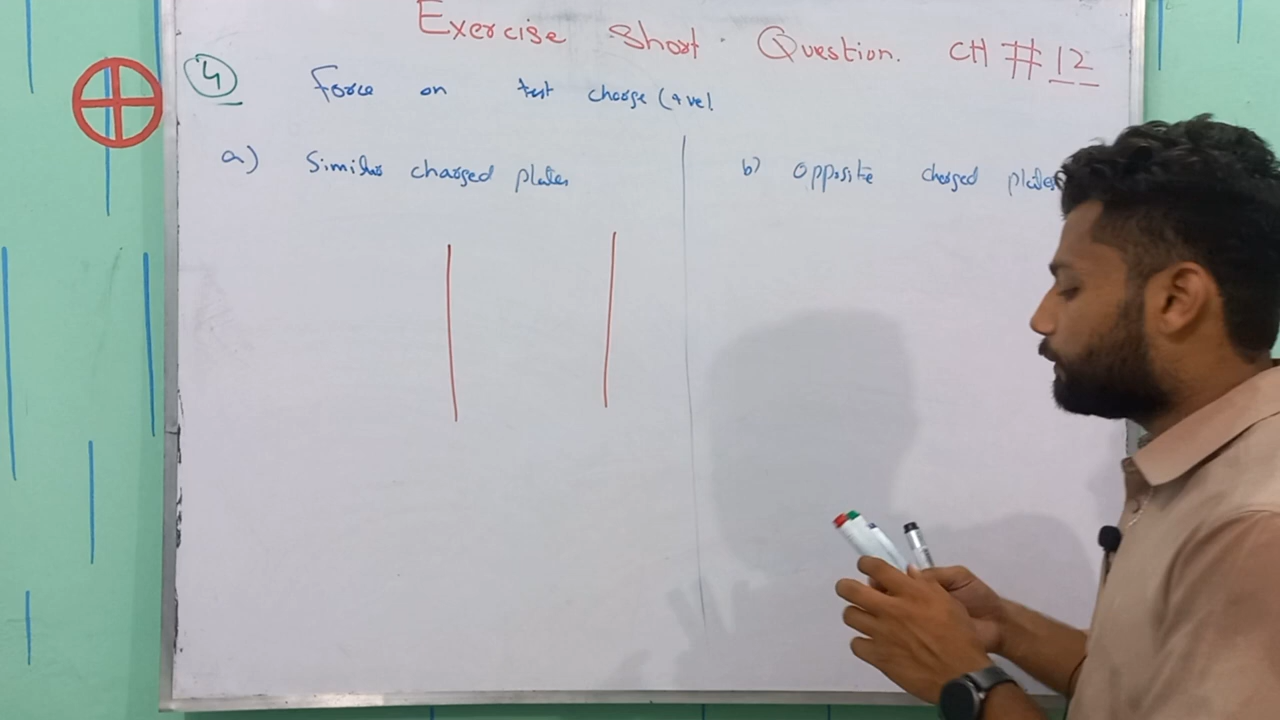 Exercise Short Question. CH # 12
4 Force on test charge (+ve).
a) Similar charged plates
b) opposite charged plates